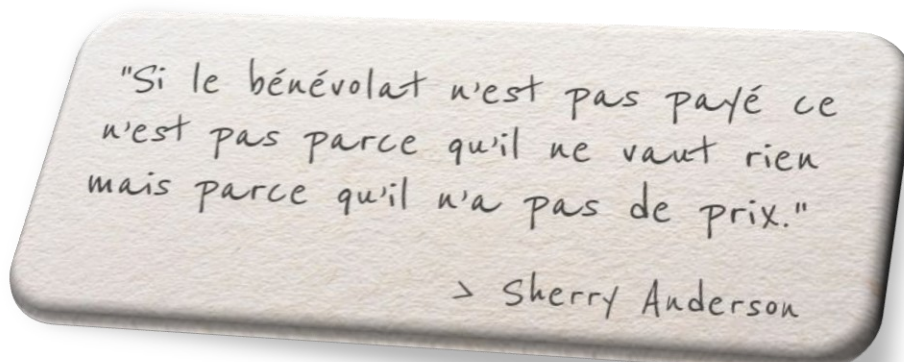 "Si le bénévolat n'est pas payé ce
n'est pas parce qu'il ne vaut rien
mais parce qu'il n'a pas de prix."
> Sherry Anderson